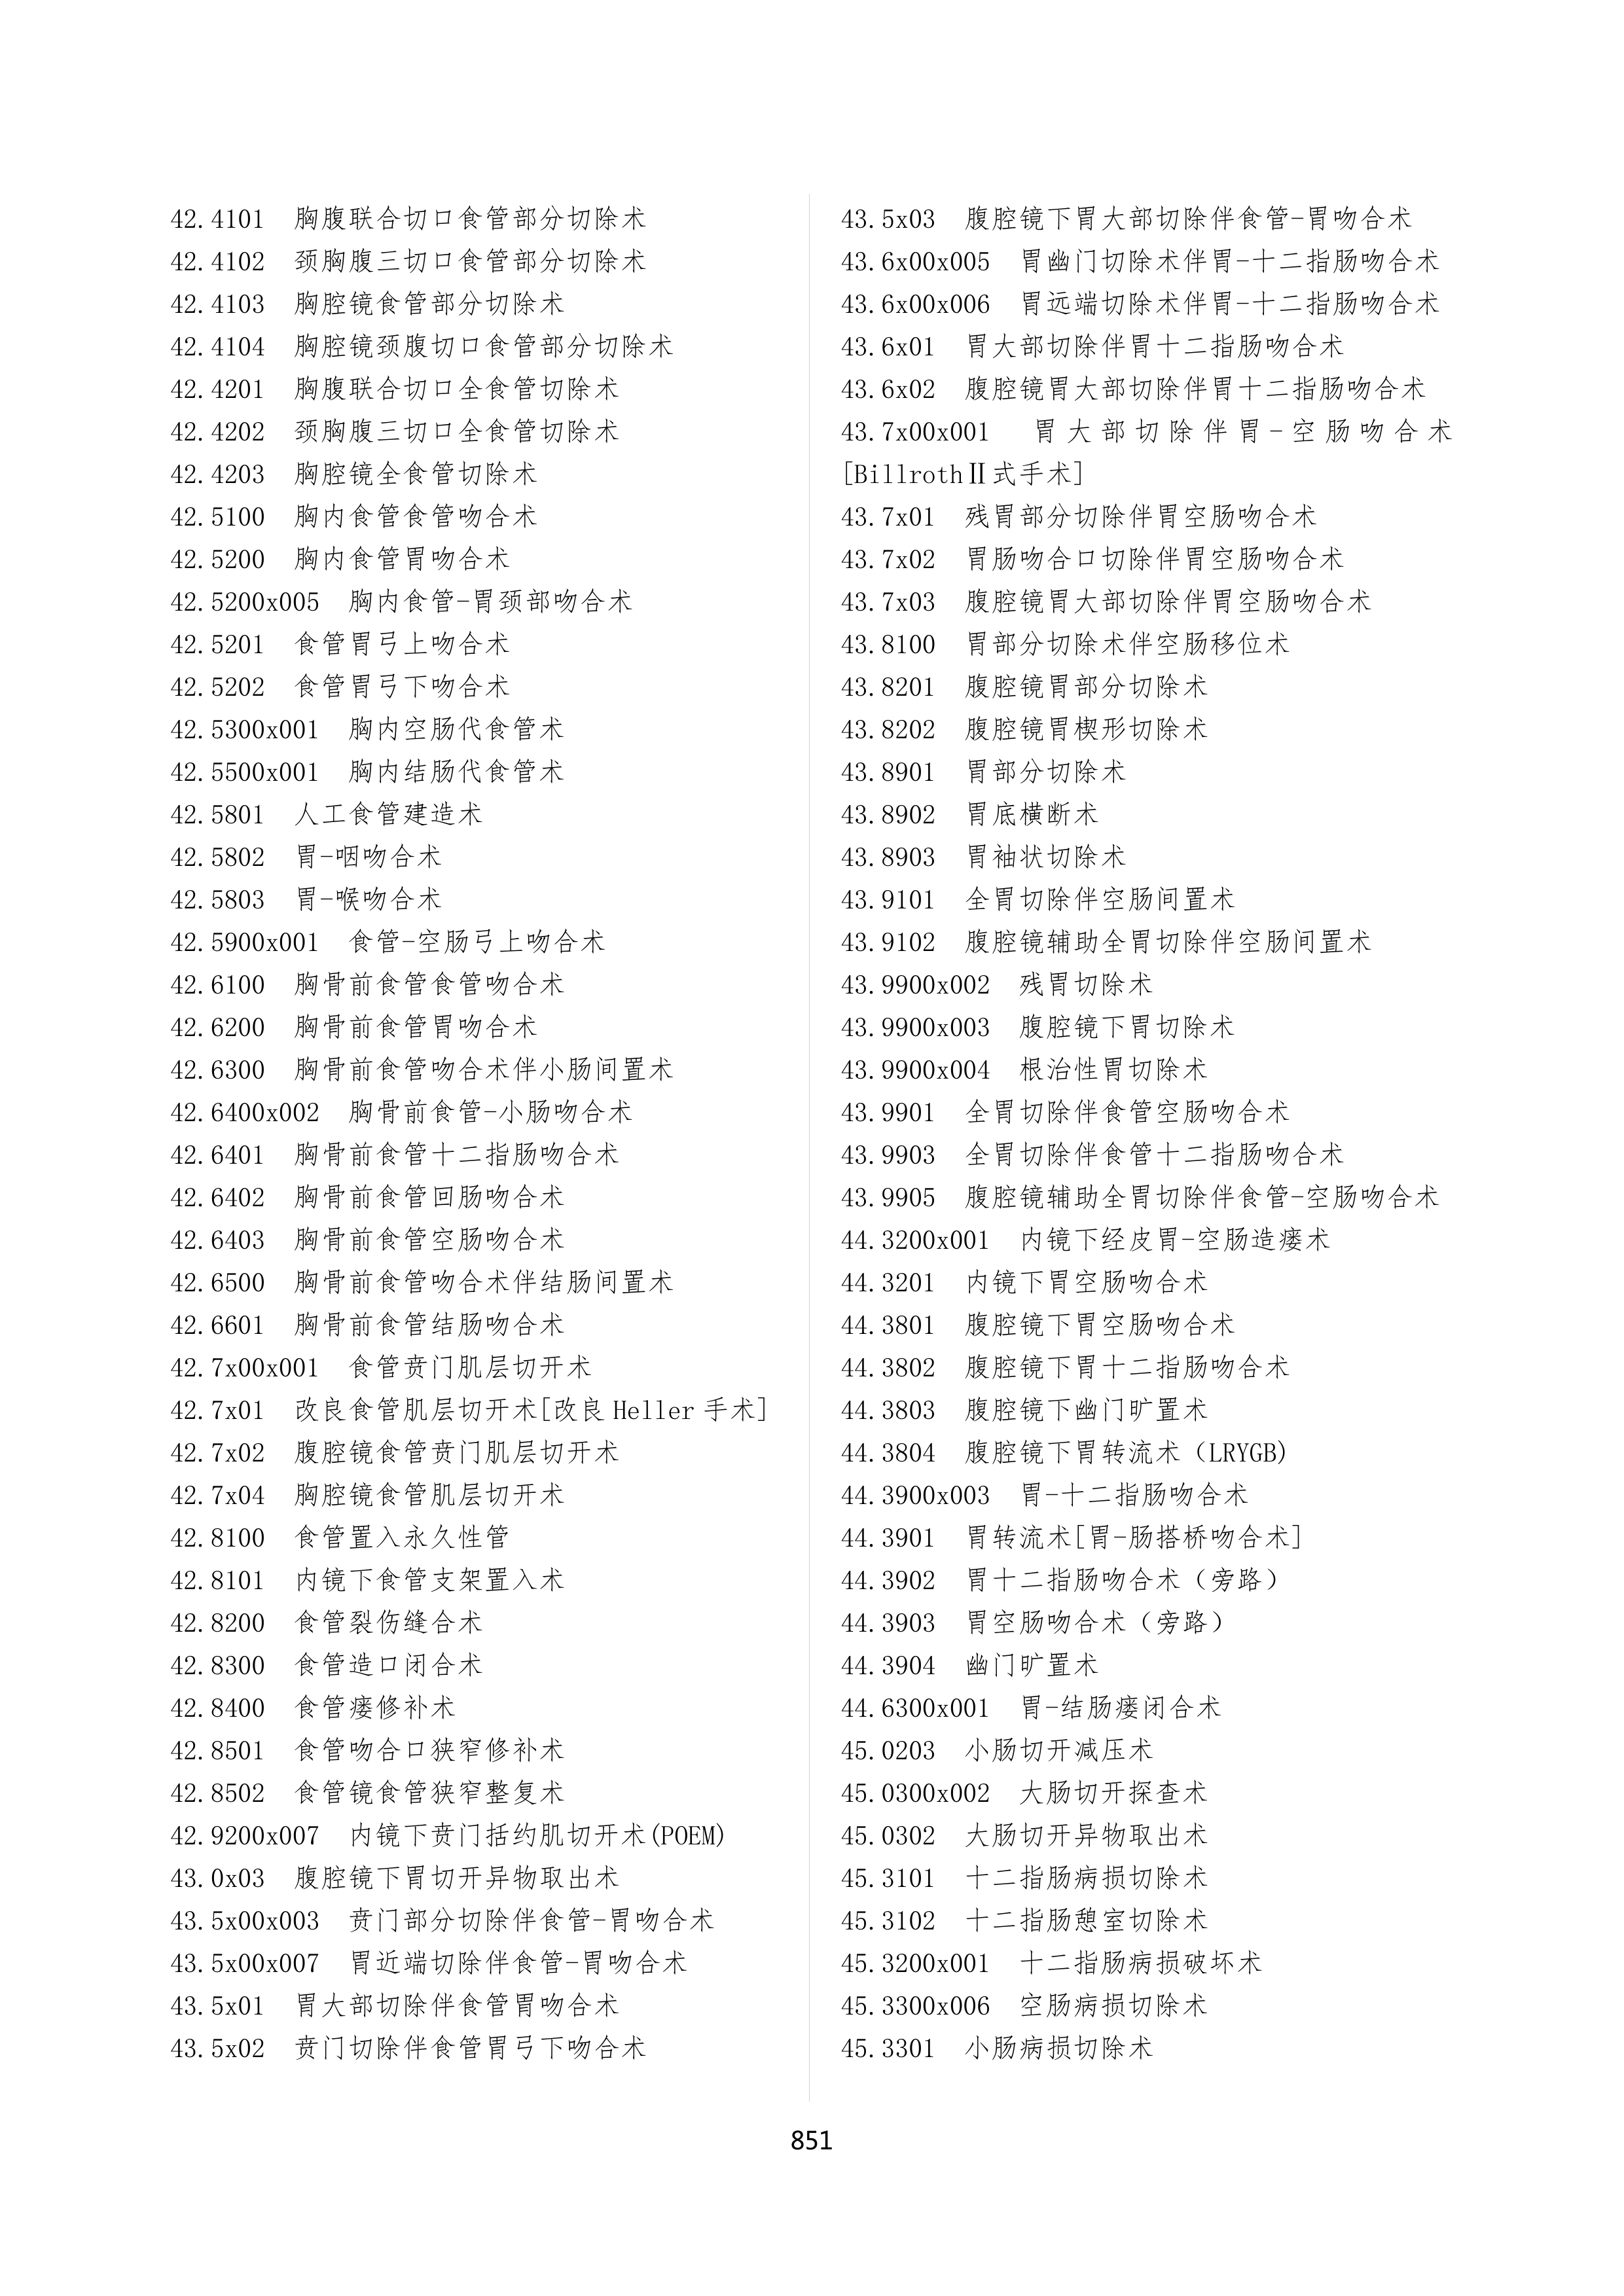 42.4101 胸腹联合切口食管部分切除术
42.4102 颈胸腹三切口食管部分切除术
42.4103 胸腔镜食管部分切除术
42.4104 胸腔镜颈腹切口食管部分切除术
42.4201 胸腹联合切口全食管切除术
42.4202 颈胸腹三切口全食管切除术
42.4203 胸腔镜全食管切除术
42.5100 胸内食管食管吻合术
42.5200 胸内食管胃吻合术
42.5200x005 胸内食管-胃颈部吻合术
42.5201 食管胃弓上吻合术
42.5202 食管胃弓下吻合术
42.5300x001 胸内空肠代食管术
42.5500x001 胸内结肠代食管术
42.5801 人工食管建造术
42.5802 胃-咽吻合术
42.5803 胃-喉吻合术
42.5900x001 食管-空肠弓上吻合术
42.6100 胸骨前食管食管吻合术
42.6200 胸骨前食管胃吻合术
42.6300 胸骨前食管吻合术伴小肠间置术
42.6400x002 胸骨前食管-小肠吻合术
42.6401 胸骨前食管十二指肠吻合术
42.6402 胸骨前食管回肠吻合术
42.6403 胸骨前食管空肠吻合术
42.6500 胸骨前食管吻合术伴结肠间置术
42.6601 胸骨前食管结肠吻合术
42.7x00x001 食管贲门肌层切开术
42.7x01 改良食管肌层切开术[改良 Heller 手术]
42.7x02 腹腔镜食管贲门肌层切开术
42.7x04 胸腔镜食管肌层切开术
42.8100 食管置入永久性管
42.8101 内镜下食管支架置入术
42.8200 食管裂伤缝合术
42.8300 食管造口闭合术
42.8400 食管瘘修补术
42.8501 食管吻合口狭窄修补术
42.8502 食管镜食管狭窄整复术
42.9200x007 内镜下贲门括约肌切开术(POEM)
43.0x03 腹腔镜下胃切开异物取出术
43.5x00x003 贲门部分切除伴食管-胃吻合术
43.5x00x007 胃近端切除伴食管-胃吻合术
43.5x01 胃大部切除伴食管胃吻合术
43.5x02 贲门切除伴食管胃弓下吻合术
43.5x03 腹腔镜下胃大部切除伴食管-胃吻合术
43.6x00x005 胃幽门切除术伴胃-十二指肠吻合术
43.6x00x006 胃远端切除术伴胃-十二指肠吻合术
43.6x01 胃大部切除伴胃十二指肠吻合术
43.6x02 腹腔镜胃大部切除伴胃十二指肠吻合术
43.7x00x001 胃大部切除伴胃-空肠吻合术
[BillrothⅡ式手术]
43.7x01 残胃部分切除伴胃空肠吻合术
43.7x02 胃肠吻合口切除伴胃空肠吻合术
43.7x03 腹腔镜胃大部切除伴胃空肠吻合术
43.8100 胃部分切除术伴空肠移位术
43.8201 腹腔镜胃部分切除术
43.8202 腹腔镜胃楔形切除术
43.8901 胃部分切除术
43.8902 胃底横断术
43.8903 胃袖状切除术
43.9101 全胃切除伴空肠间置术
43.9102 腹腔镜辅助全胃切除伴空肠间置术
43.9900x002 残胃切除术
43.9900x003 腹腔镜下胃切除术
43.9900x004 根治性胃切除术
43.9901 全胃切除伴食管空肠吻合术
43.9903 全胃切除伴食管十二指肠吻合术
43.9905 腹腔镜辅助全胃切除伴食管-空肠吻合术
44.3200x001 内镜下经皮胃-空肠造瘘术
44.3201 内镜下胃空肠吻合术
44.3801 腹腔镜下胃空肠吻合术
44.3802 腹腔镜下胃十二指肠吻合术
44.3803 腹腔镜下幽门旷置术
44.3804 腹腔镜下胃转流术（LRYGB)
44.3900x003 胃-十二指肠吻合术
44.3901 胃转流术[胃-肠搭桥吻合术]
44.3902 胃十二指肠吻合术（旁路）
44.3903 胃空肠吻合术（旁路）
44.3904 幽门旷置术
44.6300x001 胃-结肠瘘闭合术
45.0203 小肠切开减压术
45.0300x002 大肠切开探查术
45.0302 大肠切开异物取出术
45.3101 十二指肠病损切除术
45.3102 十二指肠憩室切除术
45.3200x001 十二指肠病损破坏术
45.3300x006 空肠病损切除术
45.3301 小肠病损切除术
851